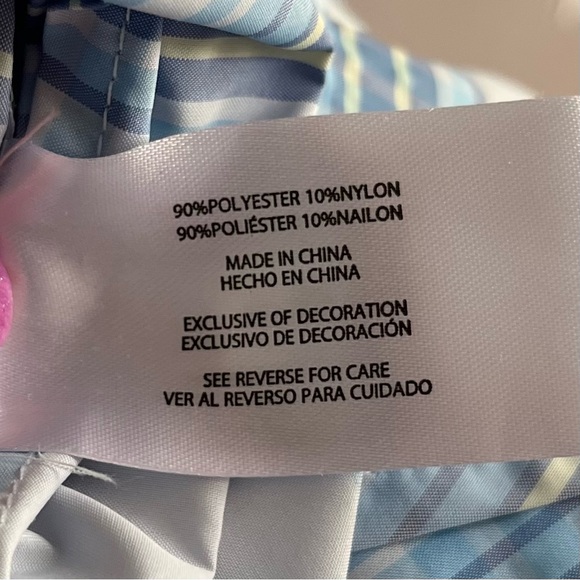 90%POLYESTER 10%NYLON
90%POLIÉSTER 10%NAILON
MADE IN CHINA
HECHO EN CHINA
EXCLUSIVE OF DECORATION
EXCLUSIVO DE DECORACIÓN
SEE REVERSE FOR CARE
VER AL REVERSO PARA CUIDADO